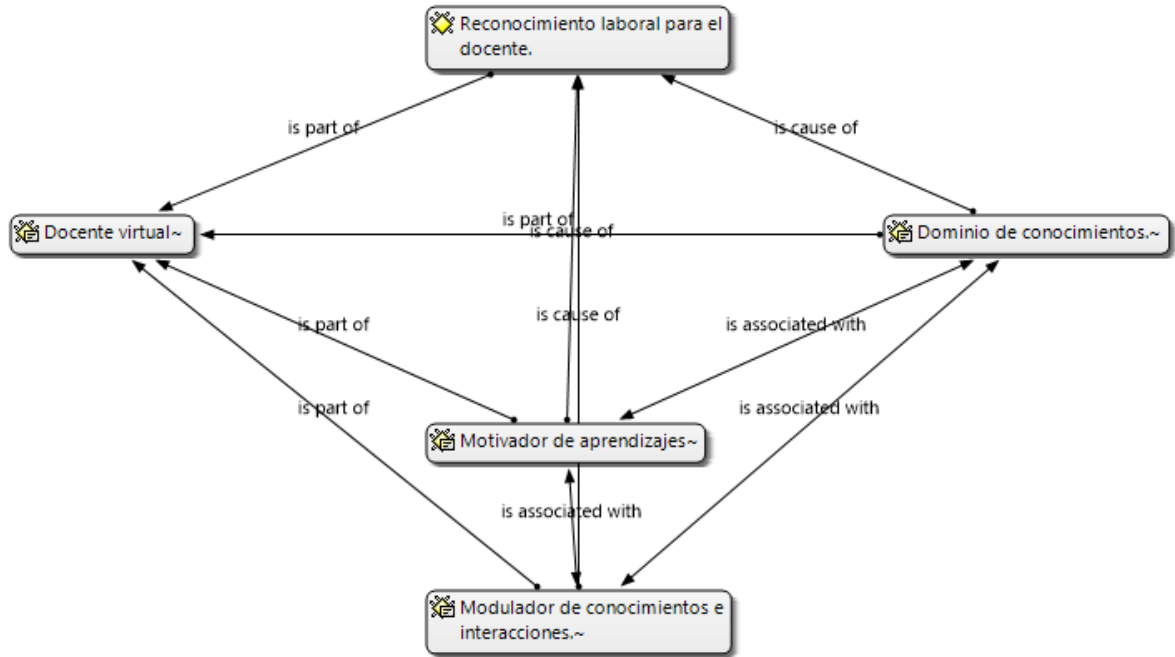 Reconocimiento laboral para el
docente.
is part of
is cause of
Docente virtual~
is part of
is cause of
Dominio de conocimientos.~
is cause of
is part of
is associated with
is part of
is associated with
Motivador de aprendizajes~
is associated with
Modulador de conocimientos e
interacciones.~